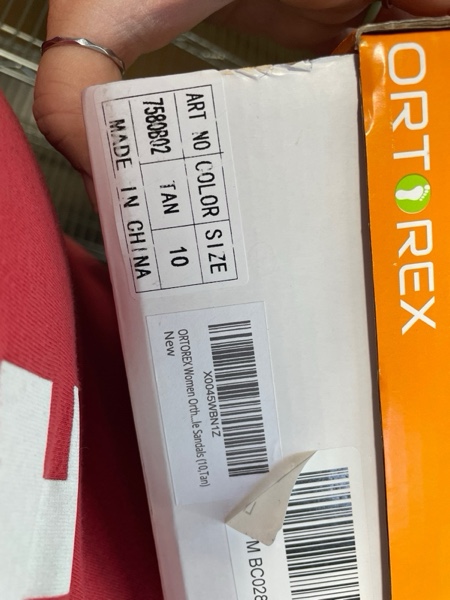 ORTOREX
ART NO COLOR SIZE
7580B02 TAN 10
MADE IN CHINA
X0045WBN1Z
ORTOREX Women Orth...le Sandals (10,Tan)
New
M BC028